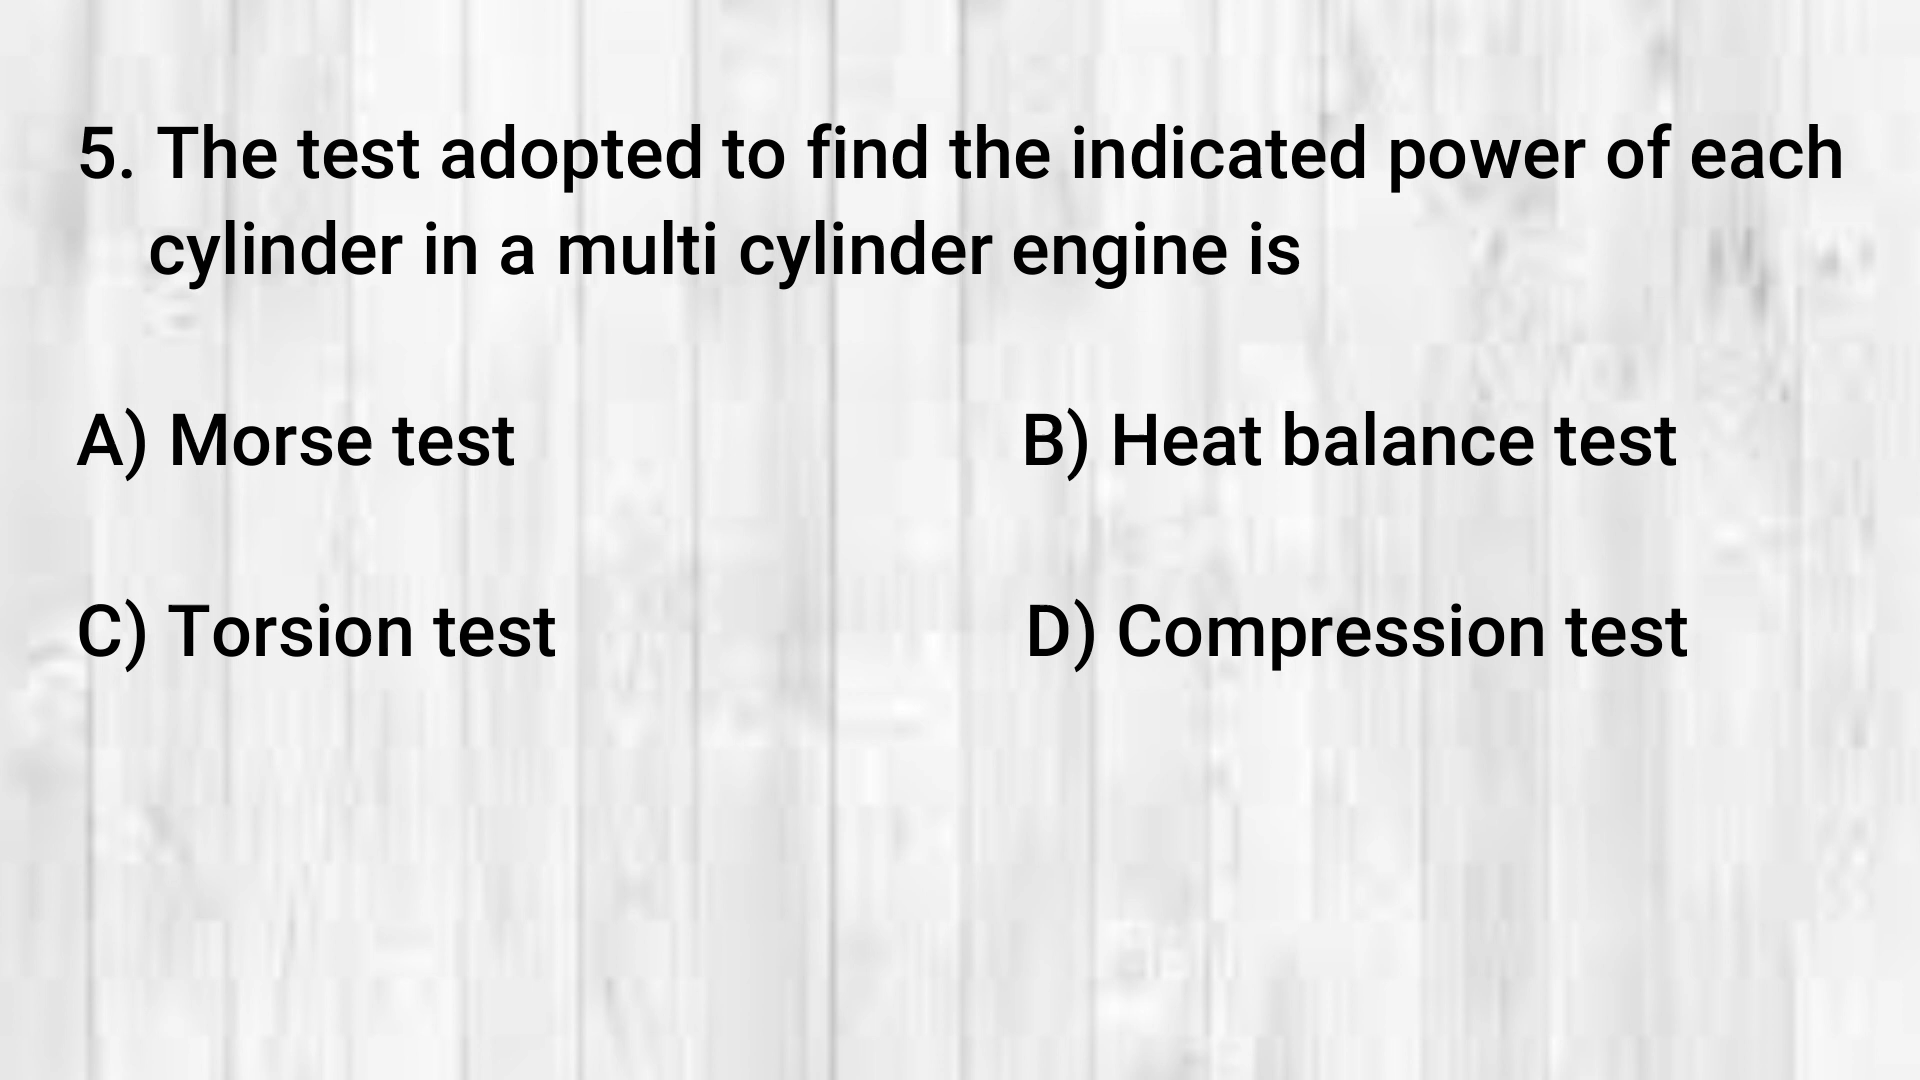 5. The test adopted to find the indicated power of each
cylinder in a multi cylinder engine is
A) Morse test B) Heat balance test
C) Torsion test D) Compression test